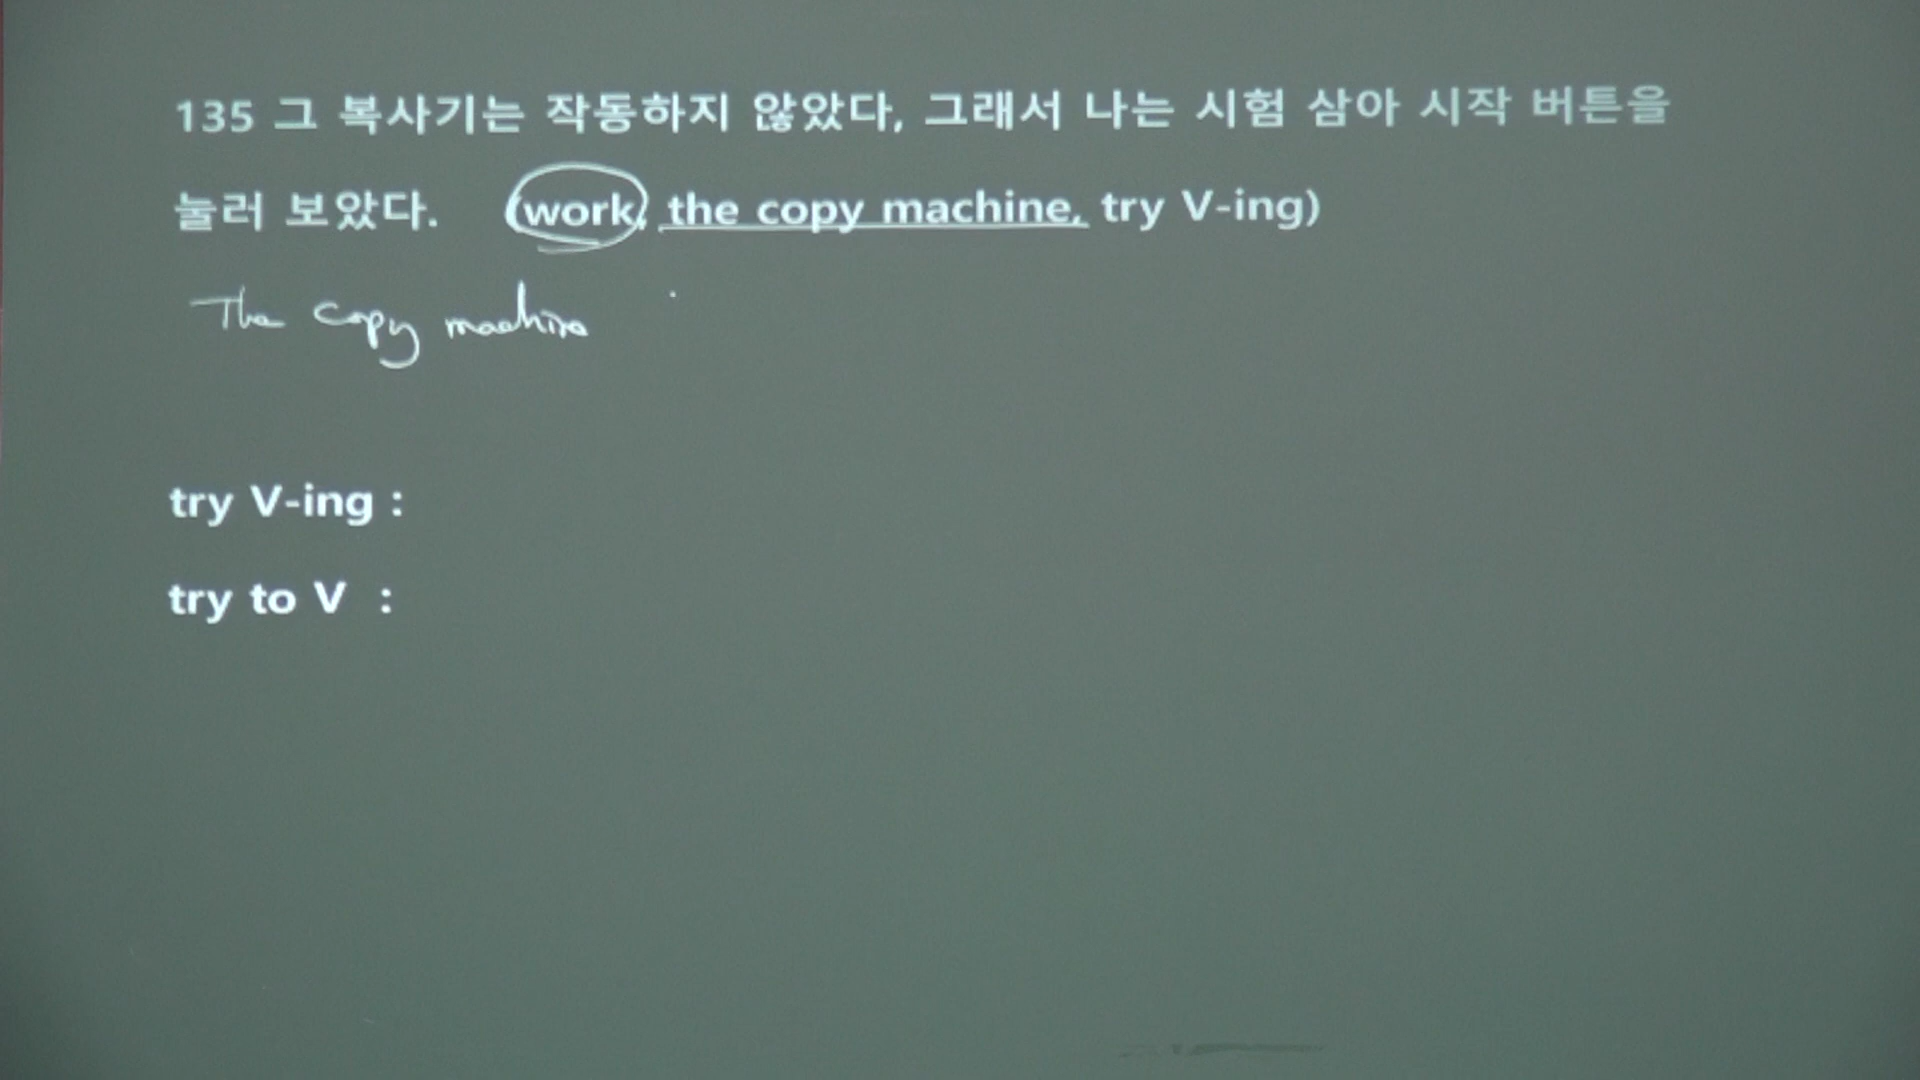 135 그 복사기는 작동하지 않았다, 그래서 나는 시험 삼아 시작 버튼을
눌러 보았다. (work, the copy machine, try V-ing)
The copy machine
try V-ing :
try to V :